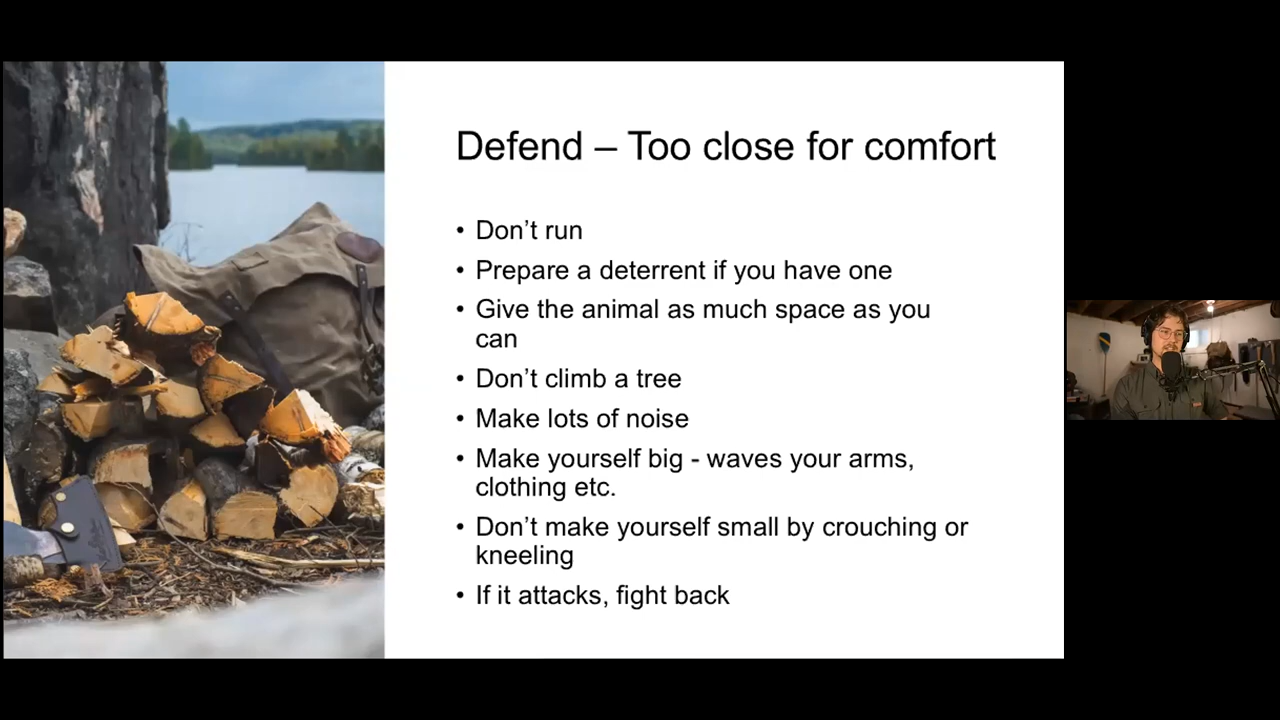 Defend – Too close for comfort
• Don’t run
• Prepare a deterrent if you have one
• Give the animal as much space as you
can
• Don’t climb a tree
• Make lots of noise
• Make yourself big - waves your arms,
clothing etc.
• Don’t make yourself small by crouching or
kneeling
• If it attacks, fight back